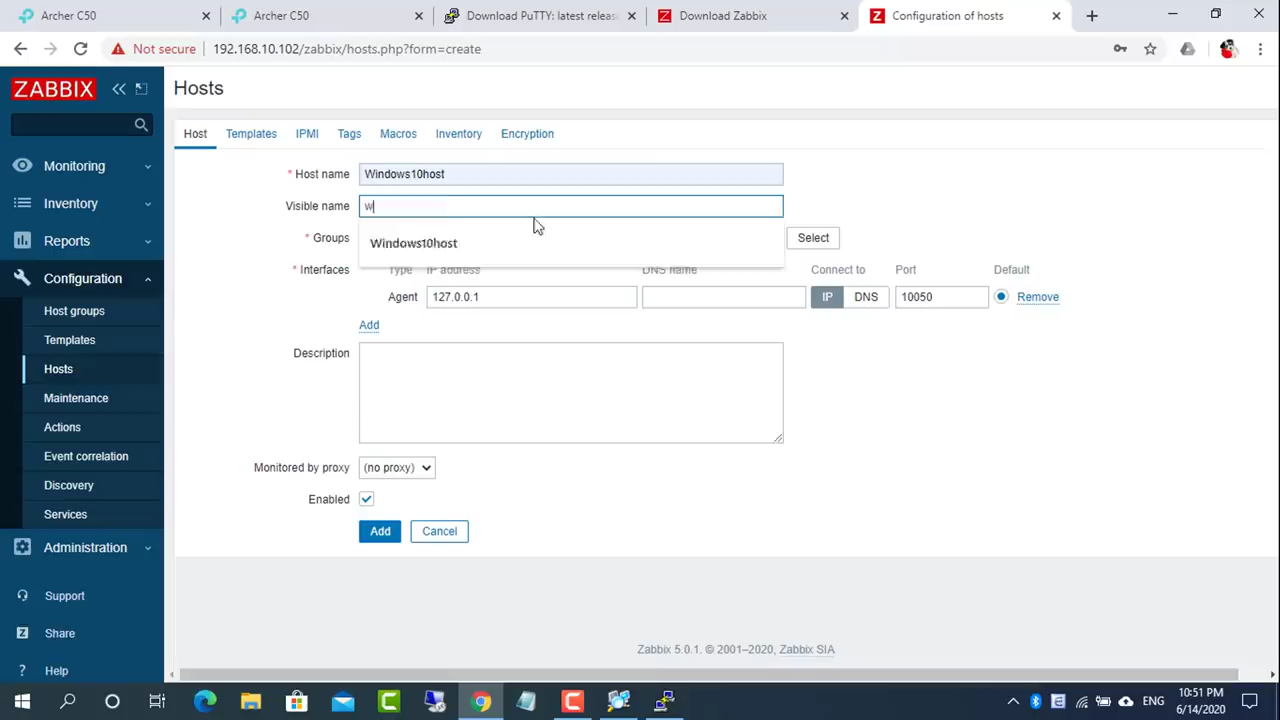 Archer C50
Archer C50
Download PuTTY: latest releas
Download Zabbix
Configuration of hosts
Not secure
192.168.10.102/zabbix/hosts.php?form=create
ZABBIX
Hosts
Host
Templates
IPMI
Tags
Macros
Inventory
Encryption
Monitoring
Inventory
Reports
Configuration
Host groups
Templates
Hosts
Maintenance
Actions
Event correlation
Discovery
Services
Administration
Support
Share
? Help
* Host name
Windows10host
Visible name
w
Windows10host
* Groups
Select
* Interfaces
Type
IP address
DNS name
Connect to
Port
Default
Agent
127.0.0.1
IP
DNS
10050
Remove
Add
Description
Monitored by proxy
(no proxy)
Enabled
Add
Cancel
Zabbix 5.0.1. © 2001–2020, Zabbix SIA
ENG
10:51 PM
6/14/2020